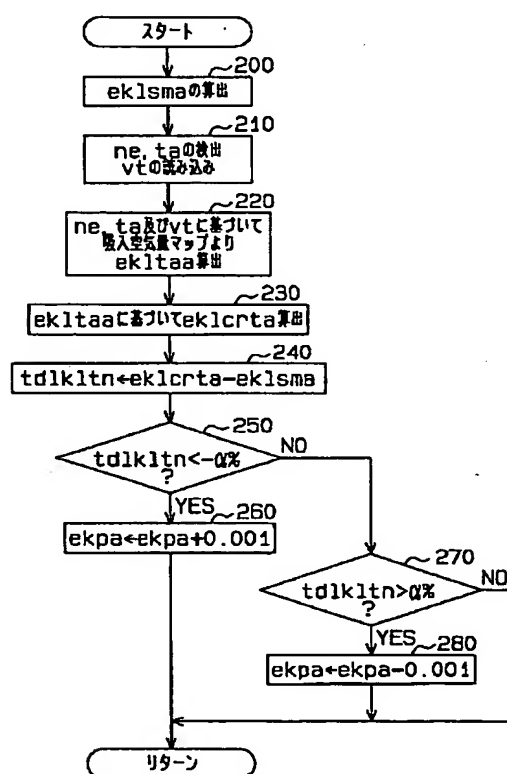 スタート
200
eklsmaの算出
210
ne,taの検出
vtの読み込み
220
ne,ta及びvtに基づいて
吸入空気量マップより
ekltaa算出
230
ekltaaに基づいてeklcrta算出
240
tdlkltn←eklcrta-eklsma
250
tdlkltn<-α%
?
NO
YES
260
ekpa←ekpa+0.001
270
tdlkltn>α%
?
NO
YES
280
ekpa←ekpa-0.001
リターン